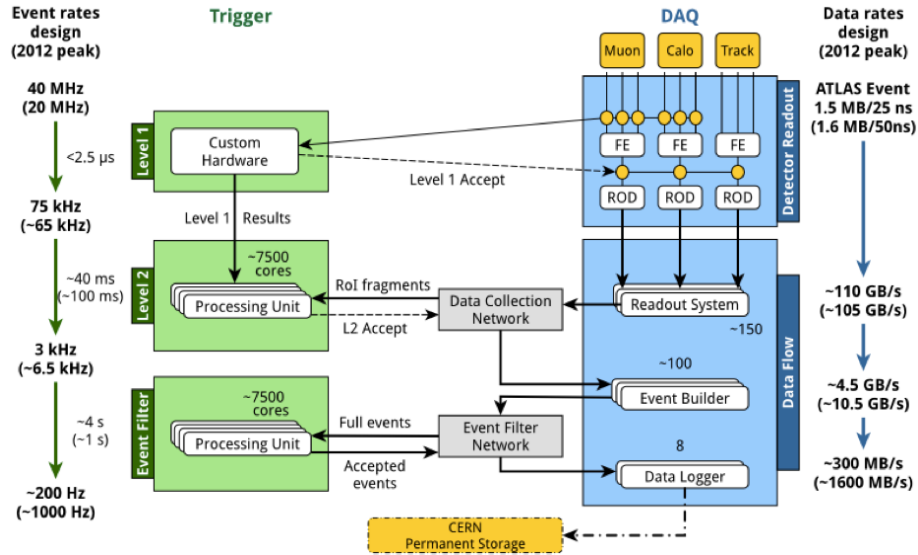 Event rates
design
(2012 peak)
40 MHz
(20 MHz)
<2.5 µs
75 kHz
(~65 kHz)
~40 ms
(~100 ms)
3 kHz
(~6.5 kHz)
~4 s
(~1 s)
~200 Hz
(~1000 Hz)
Trigger
Level 1
Custom
Hardware
Level 1 Accept
Level 1 Results
Level 2
~7500
cores
Processing Unit
RoI fragments
L2 Accept
Data Collection
Network
Event Filter
~7500
cores
Processing Unit
Full events
Accepted
events
Event Filter
Network
CERN
Permanent Storage
DAQ
Muon
Calo
Track
FE
FE
FE
ROD
ROD
ROD
Detector Readout
Readout System
~150
~100
Event Builder
8
Data Logger
Data Flow
Data rates
design
(2012 peak)
ATLAS Event
1.5 MB/25 ns
(1.6 MB/50ns)
~110 GB/s
(~105 GB/s)
~4.5 GB/s
(~10.5 GB/s)
~300 MB/s
(~1600 MB/s)